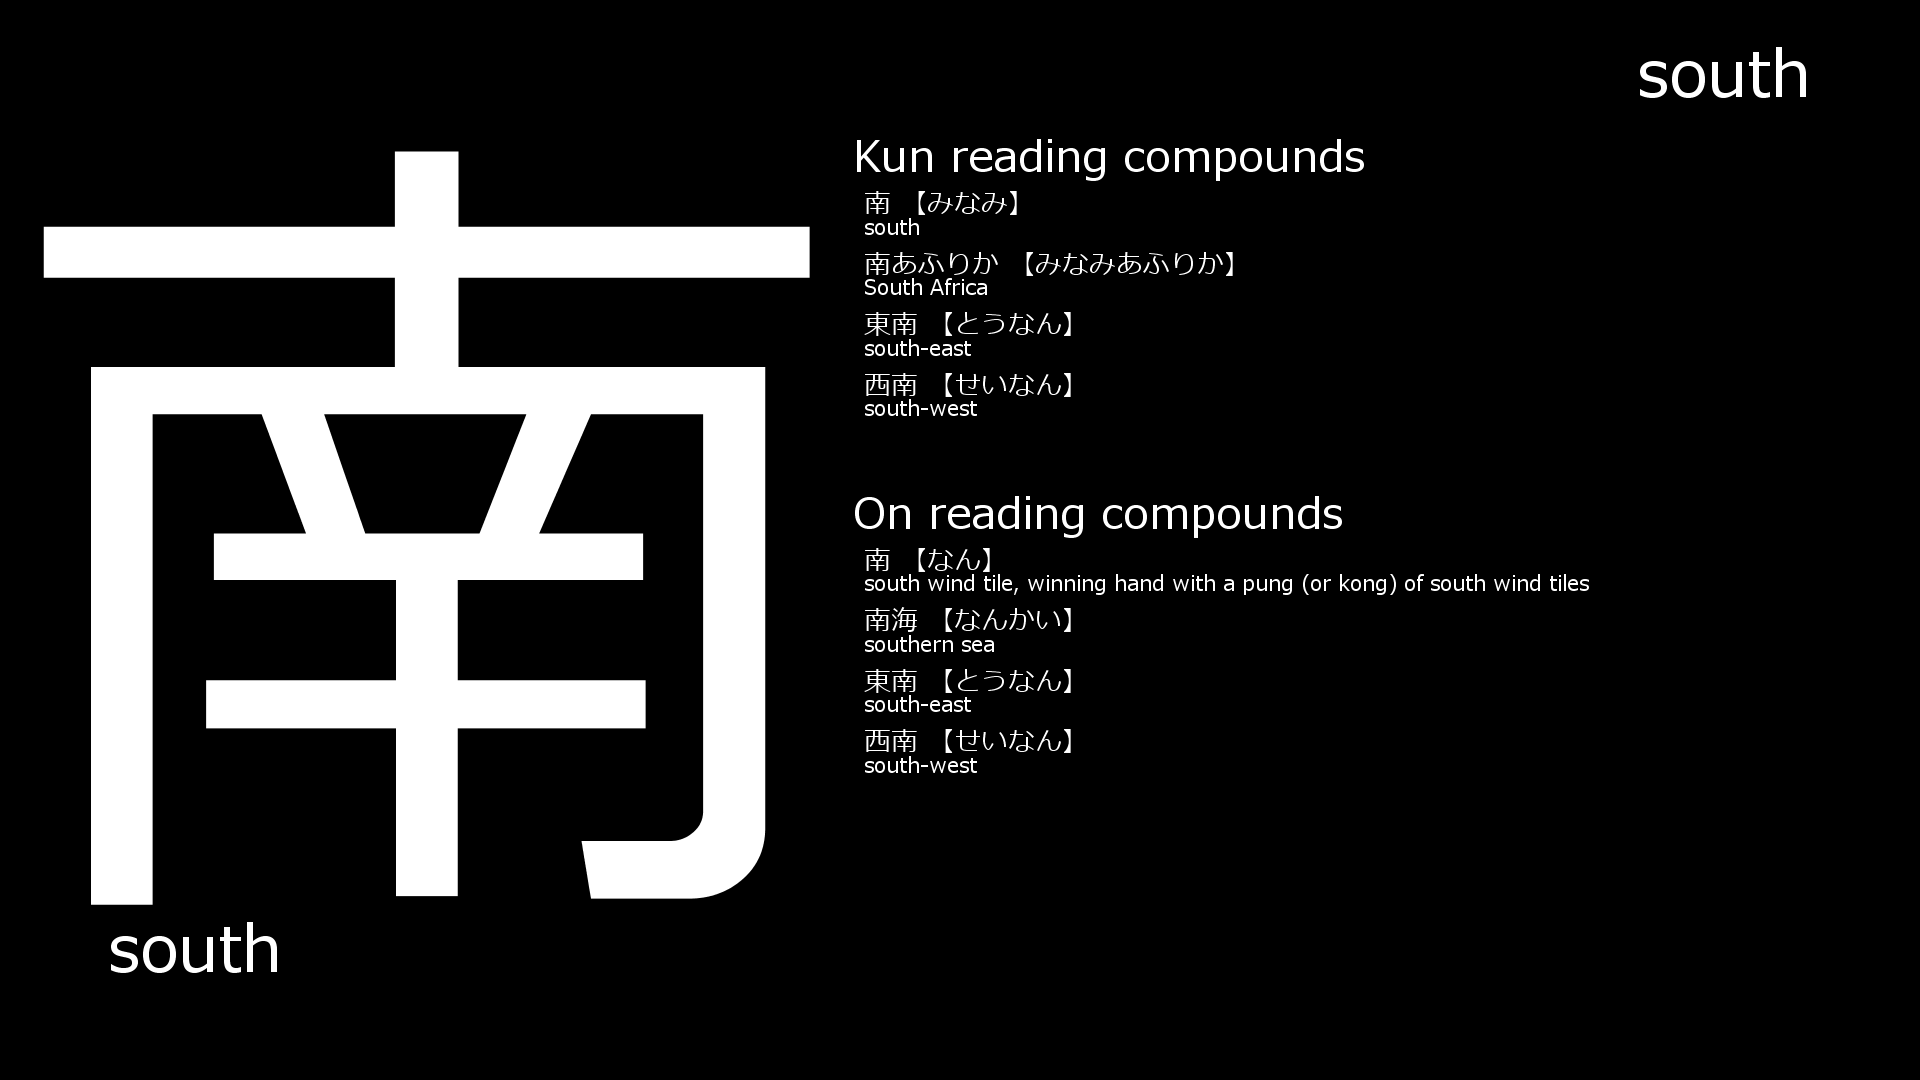 南
south
south
Kun reading compounds
南 【みなみ】
south
南あふりか 【みなみあふりか】
South Africa
東南 【とうなん】
south-east
西南 【せいなん】
south-west
On reading compounds
南 【なん】
south wind tile, winning hand with a pung (or kong) of south wind tiles
南海 【なんかい】
southern sea
東南 【とうなん】
south-east
西南 【せいなん】
south-west